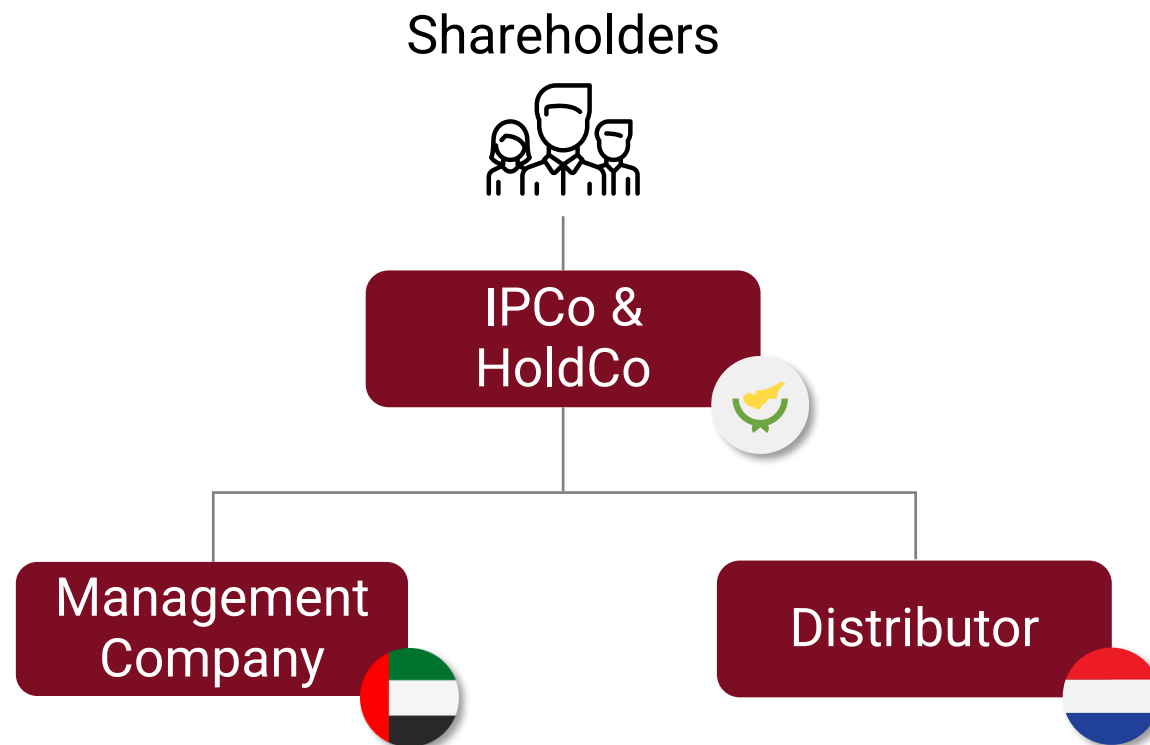 Shareholders
IPCo &
HoldCo
Management
Company
Distributor